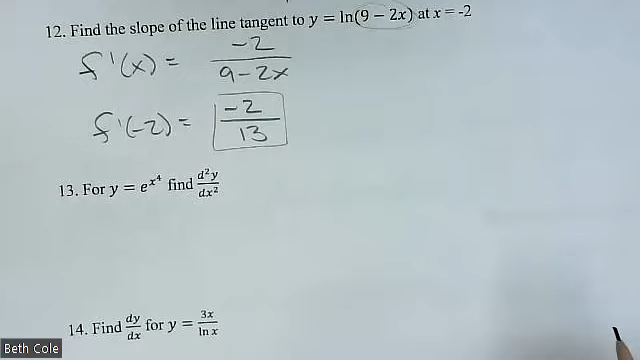 12. Find the slope of the line tangent to y = ln(9 − 2x) at x = -2
f'(x) = -2/(9-2x)
f'(-2) = -2/13
13. For y = e^{x^4} find d²y/dx²
14. Find dy/dx for y = 3x/ln x
Beth Cole